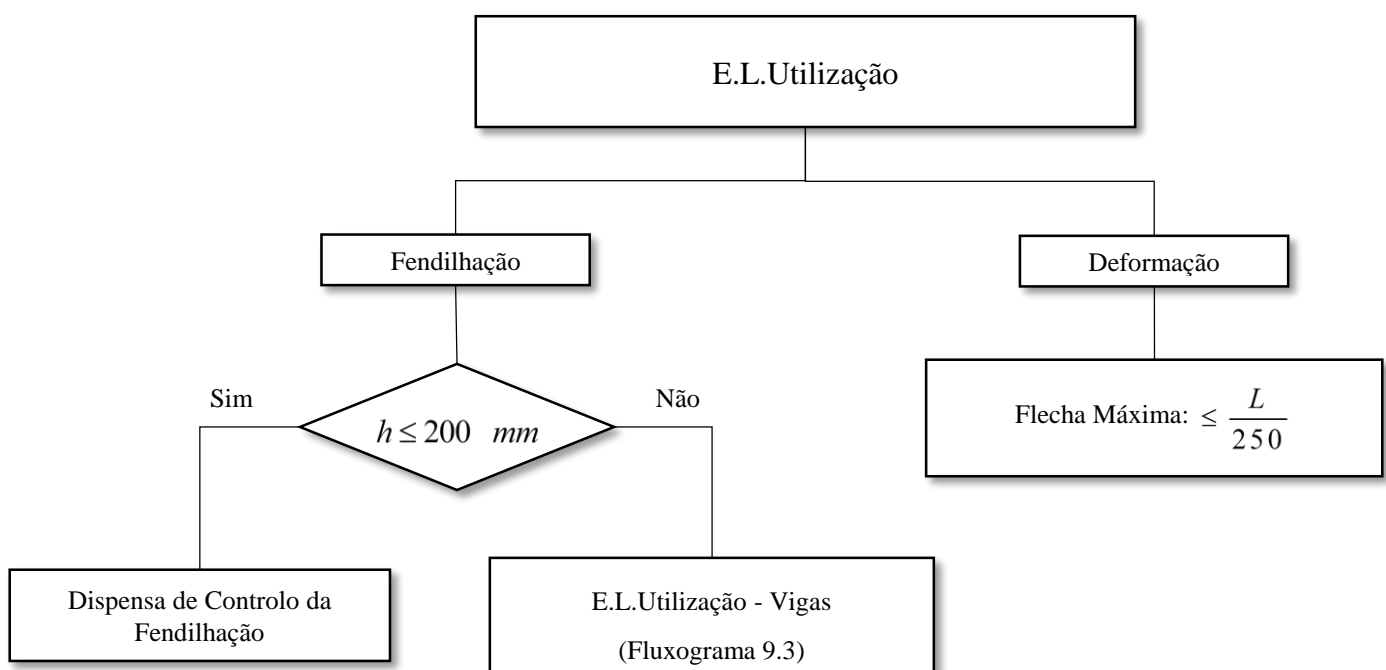 E.L.Utilização
Fendilhação
Deformação
Sim
Não
h ≤ 200 mm
Flecha Máxima: ≤ L/250
Dispensa de Controlo da
Fendilhação
E.L.Utilização - Vigas
(Fluxograma 9.3)